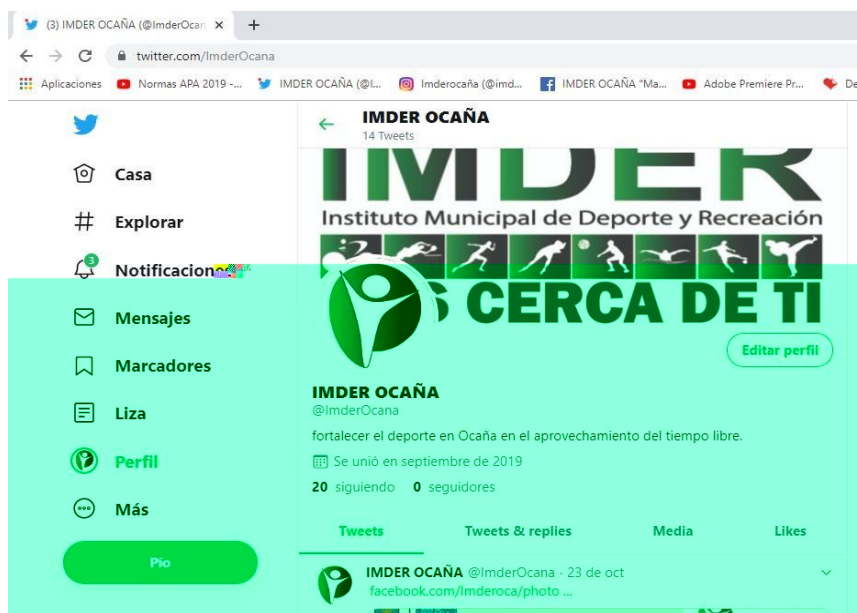 (3) IMDER OCAÑA (@ImderOcan
twitter.com/ImderOcana
Aplicaciones Normas APA 2019 -... IMDER OCAÑA (@I... Imderocaña (@imd... IMDER OCAÑA "Ma... Adobe Premiere Pr... De
IMDER OCAÑA
14 Tweets
Casa
Explorar
3
Notificacion
Mensajes
Marcadores
Liza
Perfil
Más
Pío
IMDER
Instituto Municipal de Deporte y Recreación
S CERCA DE TI
Editar perfil
IMDER OCAÑA
@ImderOcana
fortalecer el deporte en Ocaña en el aprovechamiento del tiempo libre.
Se unió en septiembre de 2019
20 siguiendo 0 seguidores
Tweets Tweets & replies Media Likes
IMDER OCAÑA @ImderOcana · 23 de oct
facebook.com/Imderoca/photo ...